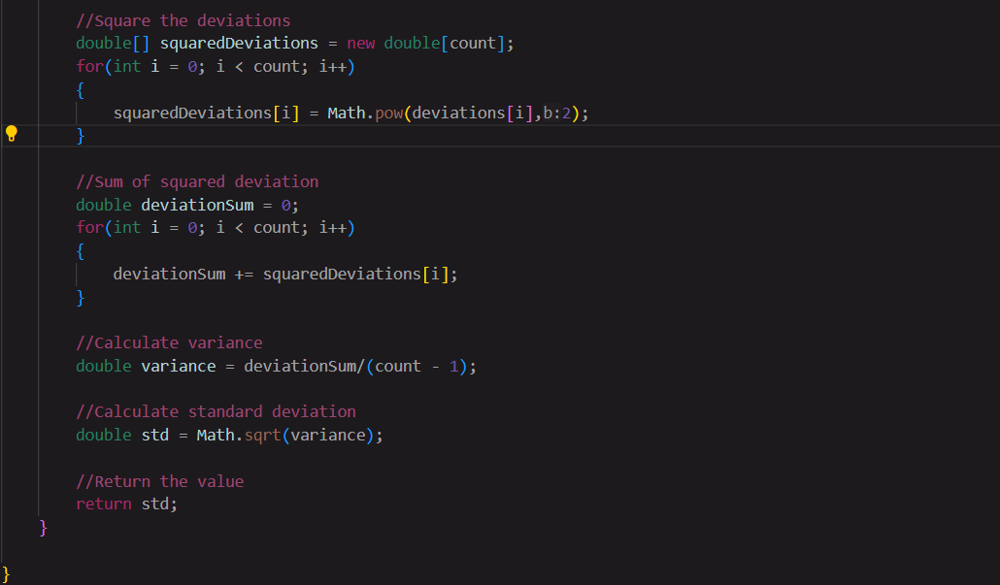 //Square the deviations
double[] squaredDeviations = new double[count];
for(int i = 0; i < count; i++)
{
squaredDeviations[i] = Math.pow(deviations[i],b:2);
}
//Sum of squared deviation
double deviationSum = 0;
for(int i = 0; i < count; i++)
{
deviationSum += squaredDeviations[i];
}
//Calculate variance
double variance = deviationSum/(count - 1);
//Calculate standard deviation
double std = Math.sqrt(variance);
//Return the value
return std;
}
}